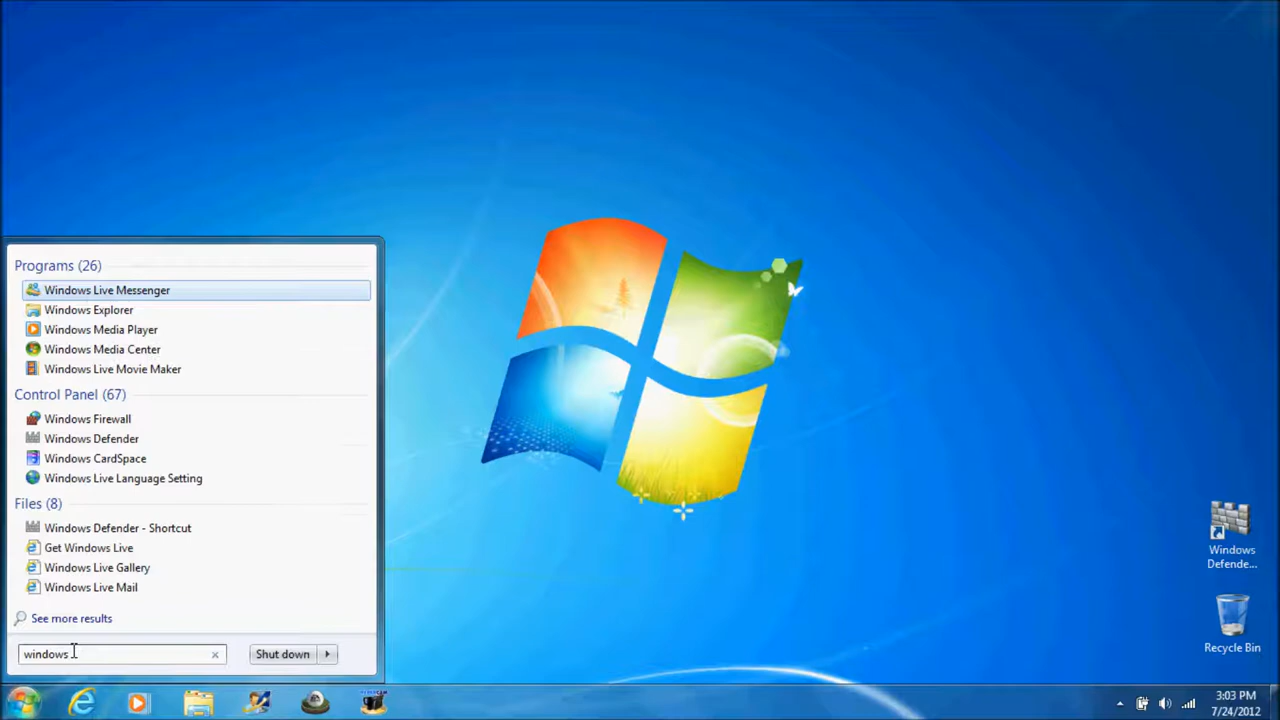 Programs (26)
Windows Live Messenger
Windows Explorer
Windows Media Player
Windows Media Center
Windows Live Movie Maker
Control Panel (67)
Windows Firewall
Windows Defender
Windows CardSpace
Windows Live Language Setting
Files (8)
Windows Defender - Shortcut
Get Windows Live
Windows Live Gallery
Windows Live Mail
See more results
windows
Shut down
Windows
Defende...
Recycle Bin
3:03 PM
7/24/2012